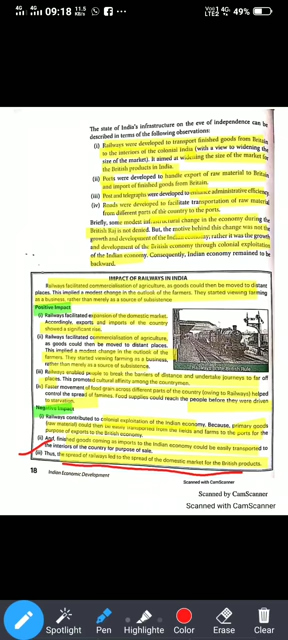 4G 4G 09:18 11.5 KB/s f ... Vo0 1 4G LTE2 49%
The state of India's infrastructure on the eve of independence can be
described in terms of the following observations:
(i) Railways were developed to transport finished goods from Britain
to the interiors of the colonial India (with a view to widening the
size of the market). It aimed at widening the size of the market for
the British products in India.
(ii) Ports were developed to handle export of raw material to Britain
and import of finished goods from Britain.
(iii) Post and telegraphs were developed to enhance administrative efficiency.
(iv) Roads were developed to facilitate transportation of raw material
from different parts of the country to the ports.
Briefly, some modest infrastructural change in the economy during the
British Raj is not denied. But, the motive behind this change was not the
growth and development of the Indian economy; rather it was the growth
and development of the British economy through colonial exploitation
of the Indian economy. Consequently, Indian economy remained to be
backward.
IMPACT OF RAILWAYS IN INDIA
Railways facilitated commercialisation of agriculture, as goods could then be moved to distant
places. This implied a modest change in the outlook of the farmers. They started viewing farming
as a business, rather than merely as a source of subsistence
Positive Impact
(i) Railways facilitated expansion of the domestic market.
Accordingly, exports and imports of the country
showed a significant rise.
(ii) Railways facilitated commercialisation of agriculture,
as goods could then be moved to distant places.
This implied a modest change in the outlook of the
farmers. They started viewing farming as a business,
rather than merely as a source of subsistence
(iii) Railways enabled people to break the barriers of distance and undertake journeys to far off
places. This promoted cultural affinity among the countrymen.
(iv) Faster movement of food grain across different parts of the country (owing to Railways) helped
control the spread of famines. Food supplies could reach the people before they were driven
to starvation.
Negative Impact
(i) Railways contributed to colonial exploitation of the Indian economy. Because, primary goods
(raw material) could then be easily transported from the fields and farms to the ports for the
purpose of exports to the British economy.
(ii) And, finished goods coming as imports to the Indian economy could be easily transported to
the interiors of the country for purpose of sale.
(iii) Thus, the spread of railways led to the spread of the domestic market for the British products.
18 Indian Economic Development
Scanned with CamScanner
Scanned by CamScanner
Scanned with CamScanner
Spotlight Pen Highlighte Color Erase Clear